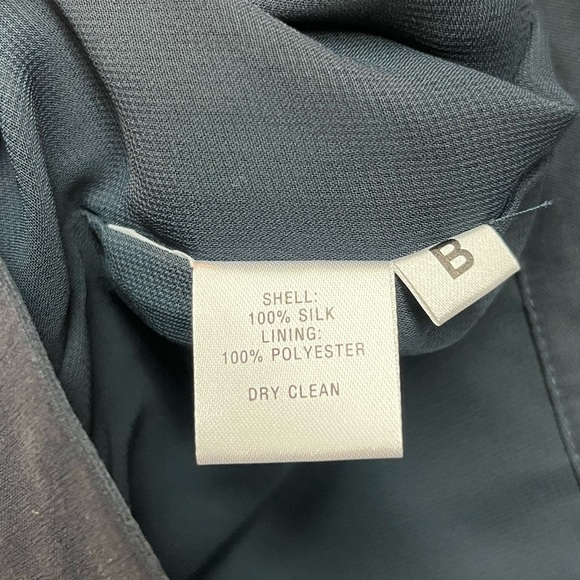 SHELL:
100% SILK
LINING:
100% POLYESTER
DRY CLEAN
B